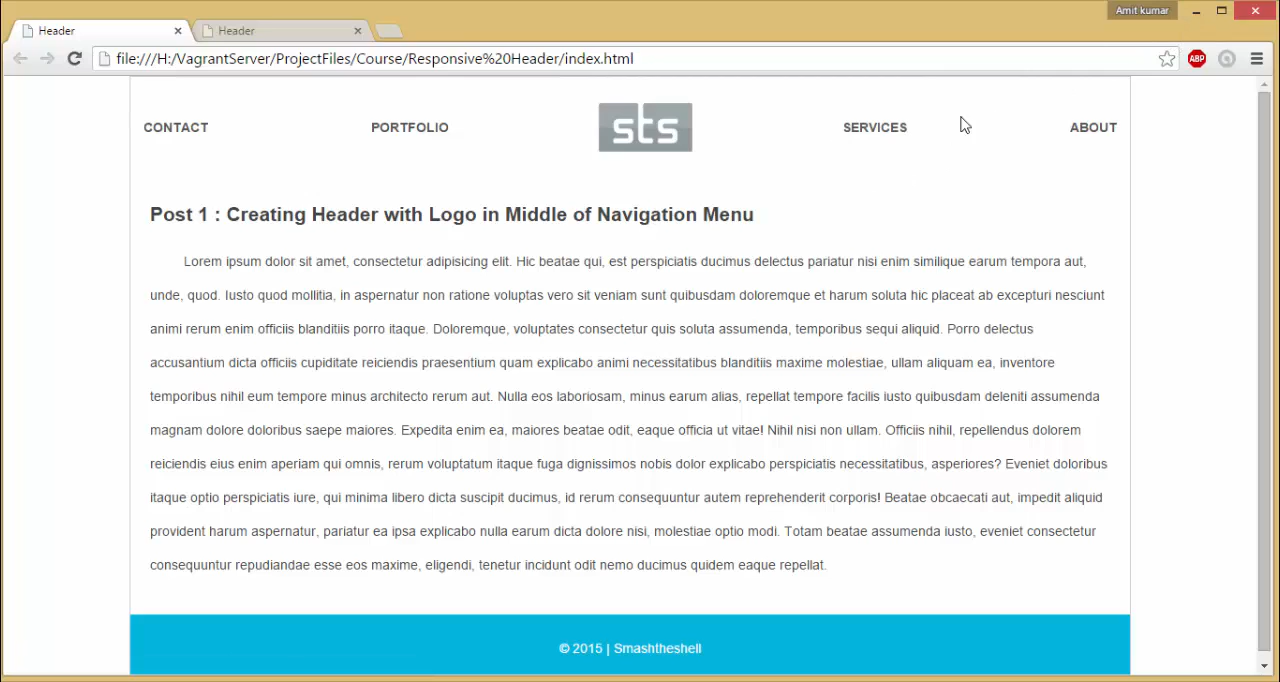 Amit kumar
Header
Header
file:///H:/VagrantServer/ProjectFiles/Course/Responsive%20Header/index.html
ABP
CONTACT
PORTFOLIO
sts
SERVICES
ABOUT
Post 1 : Creating Header with Logo in Middle of Navigation Menu
Lorem ipsum dolor sit amet, consectetur adipisicing elit. Hic beatae qui, est perspiciatis ducimus delectus pariatur nisi enim similique earum tempora aut,
unde, quod. Iusto quod mollitia, in aspernatur non ratione voluptas vero sit veniam sunt quibusdam doloremque et harum soluta hic placeat ab excepturi nesciunt
animi rerum enim officiis blanditiis porro itaque. Doloremque, voluptates consectetur quis soluta assumenda, temporibus sequi aliquid. Porro delectus
accusantium dicta officiis cupiditate reiciendis praesentium quam explicabo animi necessitatibus blanditiis maxime molestiae, ullam aliquam ea, inventore
temporibus nihil eum tempore minus architecto rerum aut. Nulla eos laboriosam, minus earum alias, repellat tempore facilis iusto quibusdam deleniti assumenda
magnam dolore doloribus saepe maiores. Expedita enim ea, maiores beatae odit, eaque officia ut vitae! Nihil nisi non ullam. Officiis nihil, repellendus dolorem
reiciendis eius enim aperiam qui omnis, rerum voluptatum itaque fuga dignissimos nobis dolor explicabo perspiciatis necessitatibus, asperiores? Eveniet doloribus
itaque optio perspiciatis iure, qui minima libero dicta suscipit ducimus, id rerum consequuntur autem reprehenderit corporis! Beatae obcaecati aut, impedit aliquid
provident harum aspernatur, pariatur ea ipsa explicabo nulla earum dicta dolore nisi, molestiae optio modi. Totam beatae assumenda iusto, eveniet consectetur
consequuntur repudiandae esse eos maxime, eligendi, tenetur incidunt odit nemo ducimus quidem eaque repellat.
© 2015 | Smashtheshell